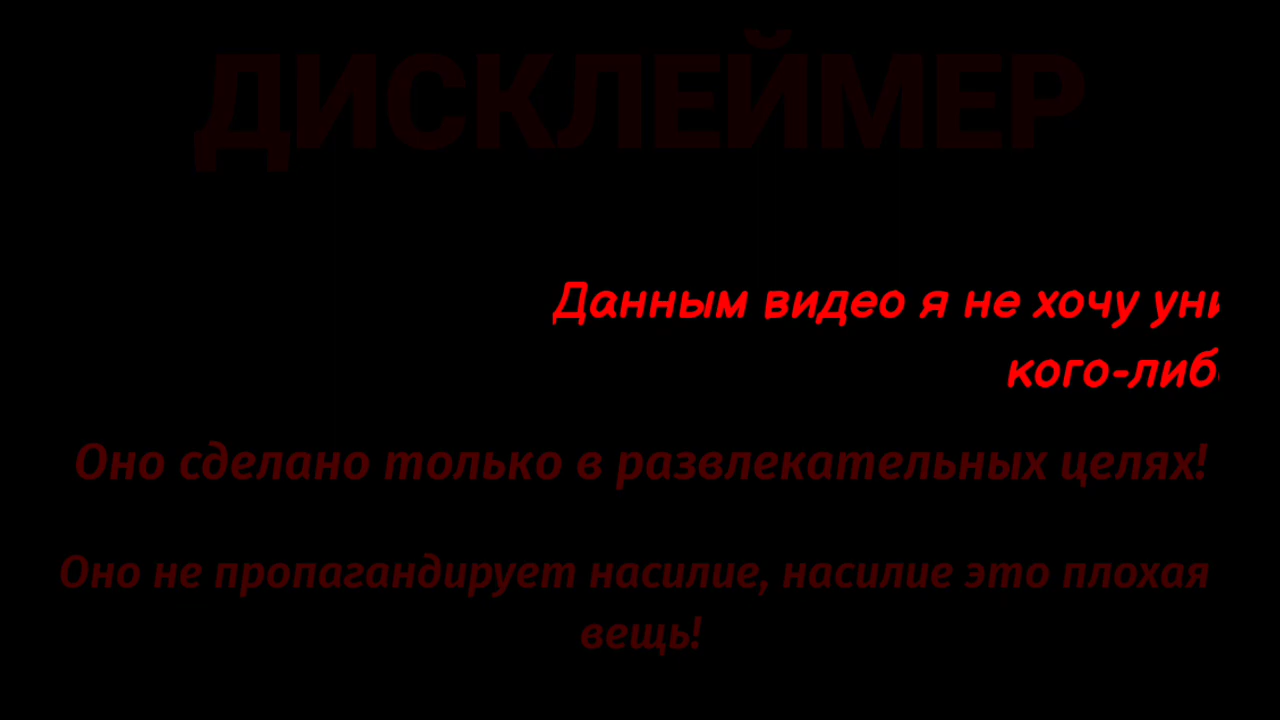 ДИСКЛЕЙМЕР
Данным видео я не хочу
Оно сделано только в развлекательных целях!
Оно не пропагандирует насилие, насилие это плохая
вещь!